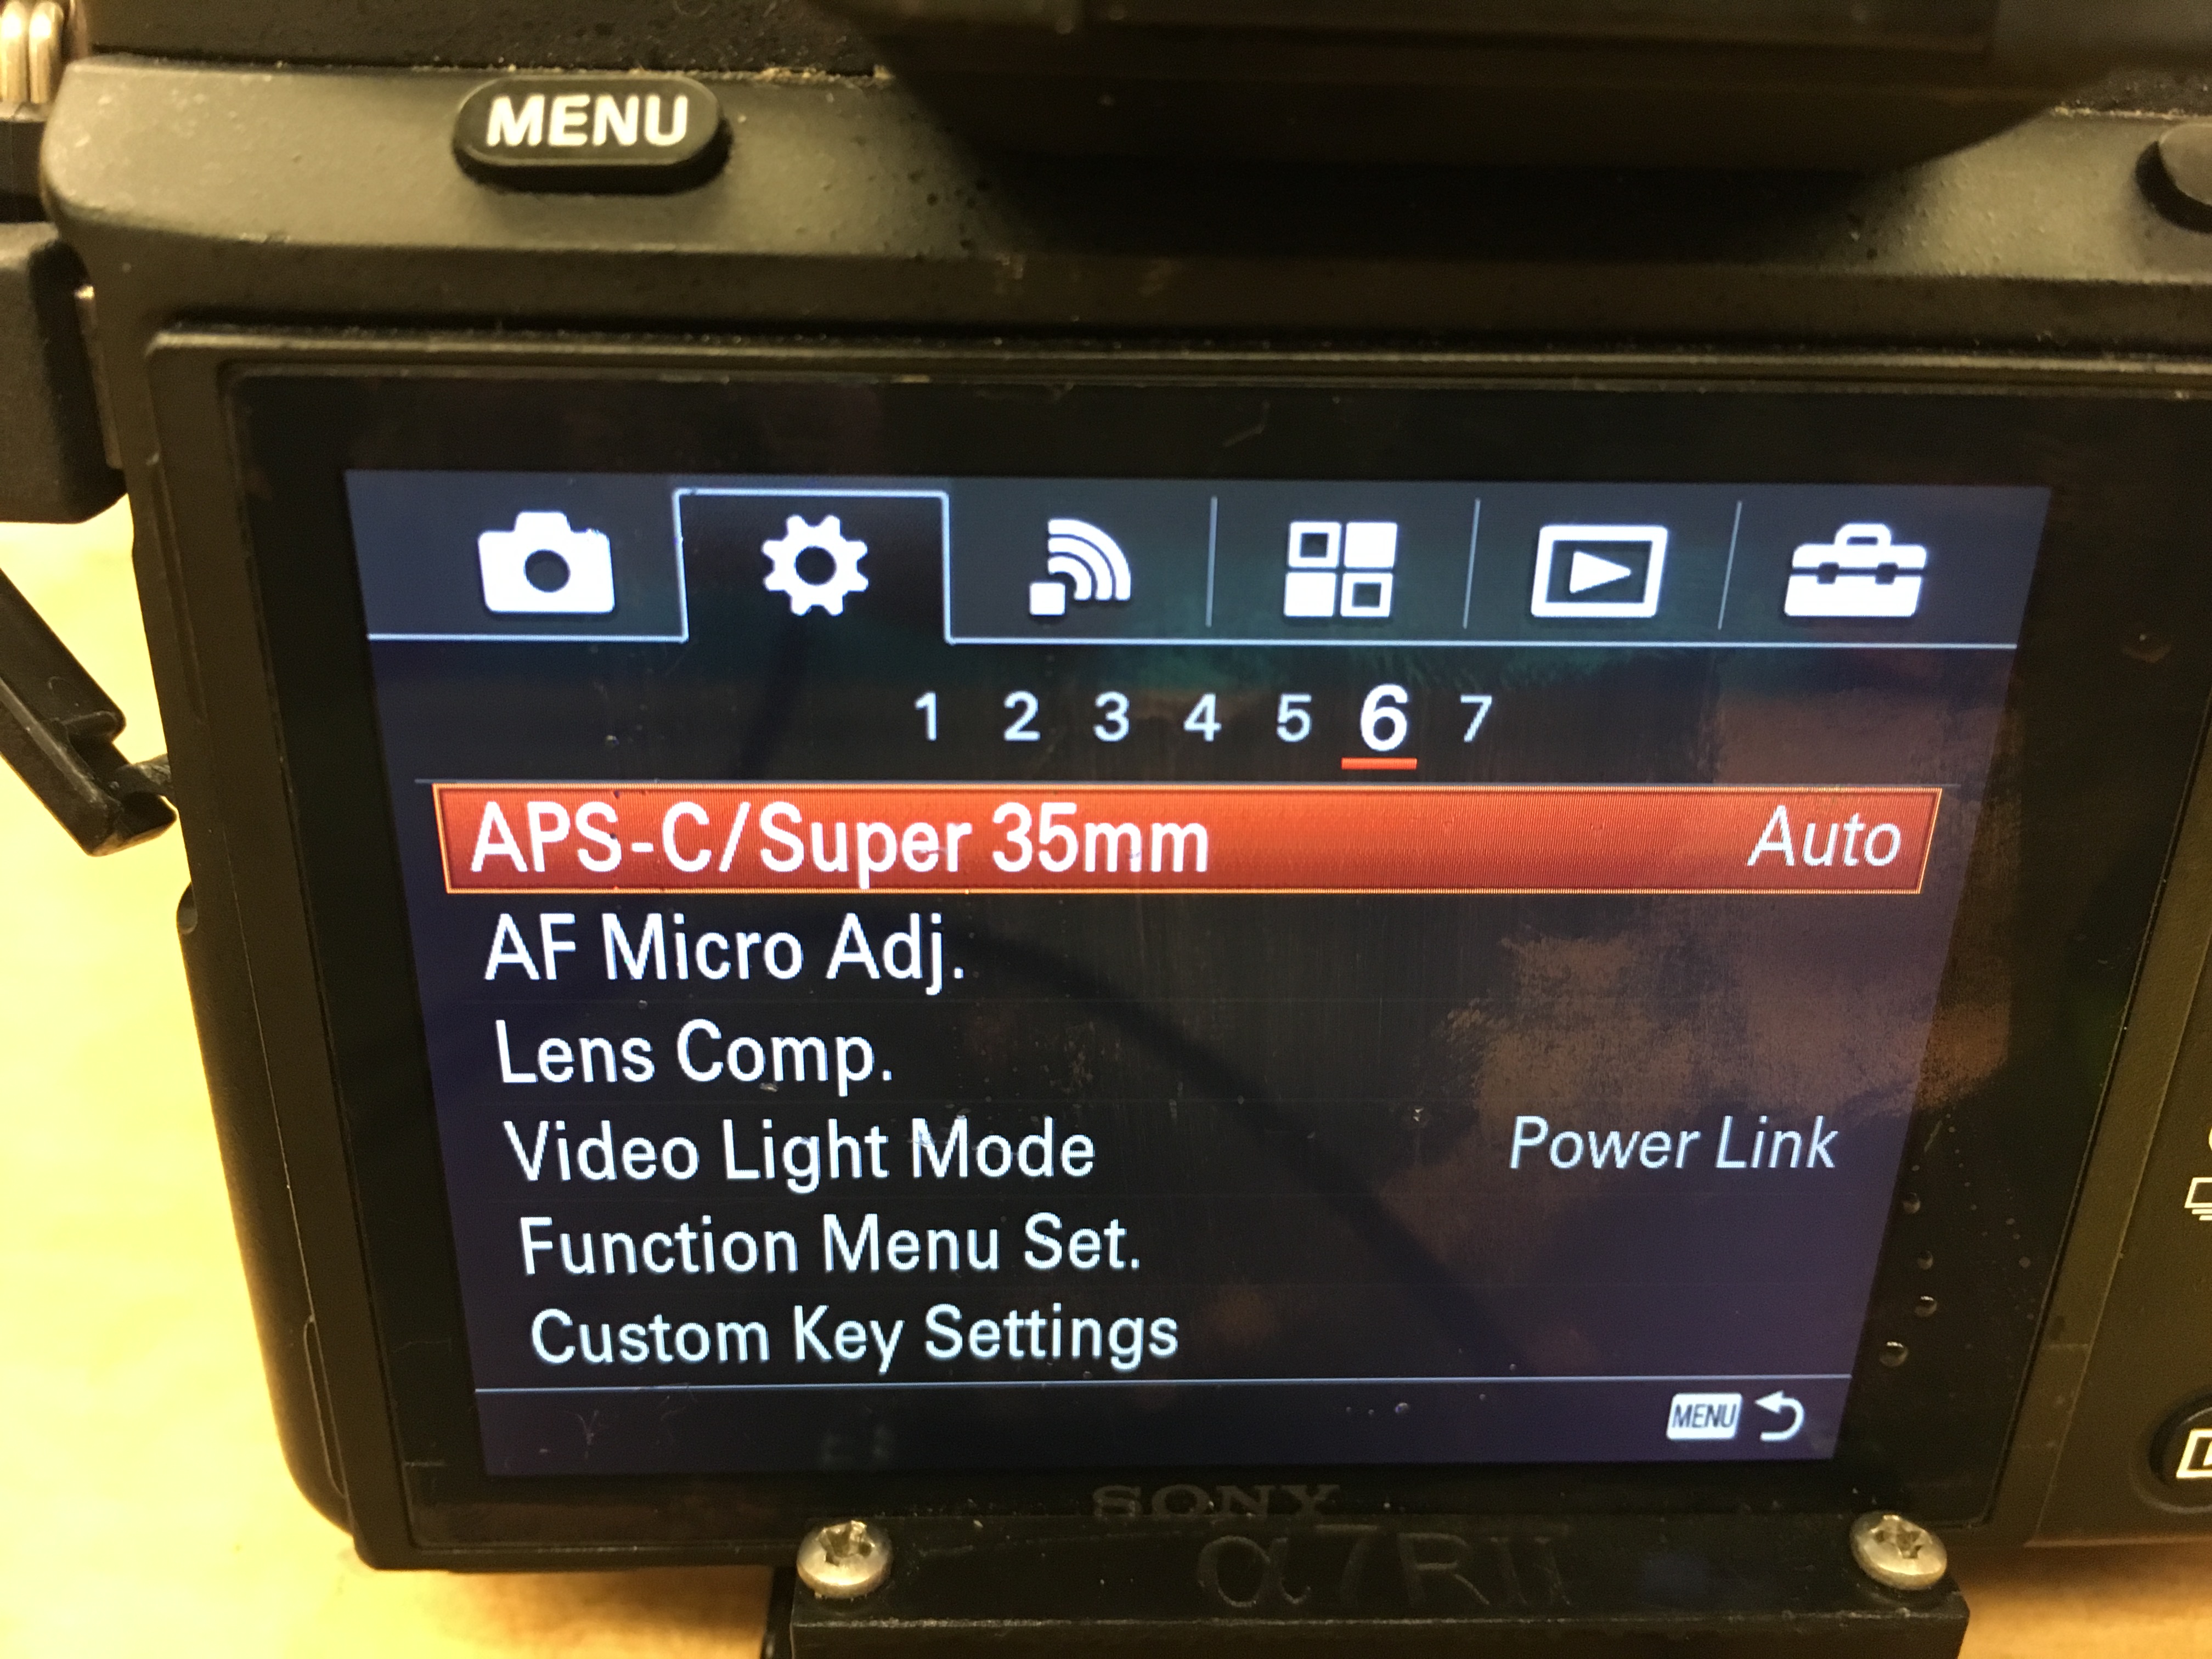 MENU
1 2 3 4 5 6 7
APS-C/Super 35mm Auto
AF Micro Adj.
Lens Comp.
Video Light Mode Power Link
Function Menu Set.
Custom Key Settings
MENU
SONY
α7RII